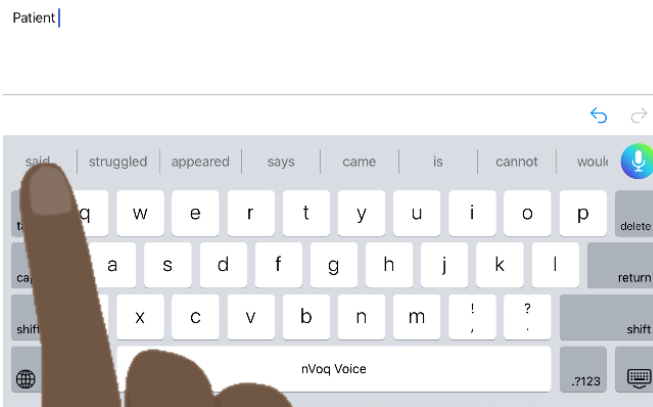 Patient
said struggled appeared says came is cannot
q w e r t y u i o p delete
a s d f g h j k l return
shift x c v b n m ! , ? . shift
nVoq Voice .?123